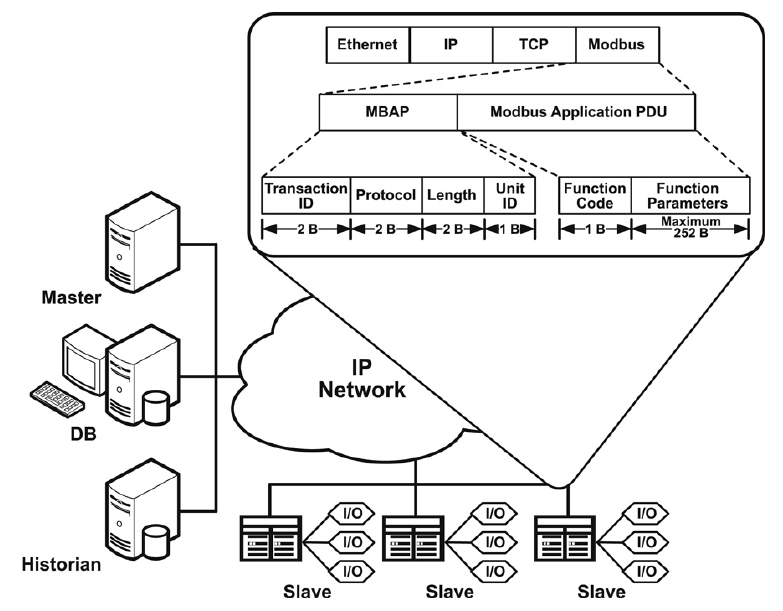 Ethernet IP TCP Modbus
MBAP Modbus Application PDU
Transaction ID Protocol Length Unit ID Function Code Function Parameters
2 B 2 B 2 B 1 B 1 B Maximum 252 B
Master
IP
Network
DB
Historian
I/O I/O I/O
I/O I/O I/O
I/O I/O I/O
Slave Slave Slave